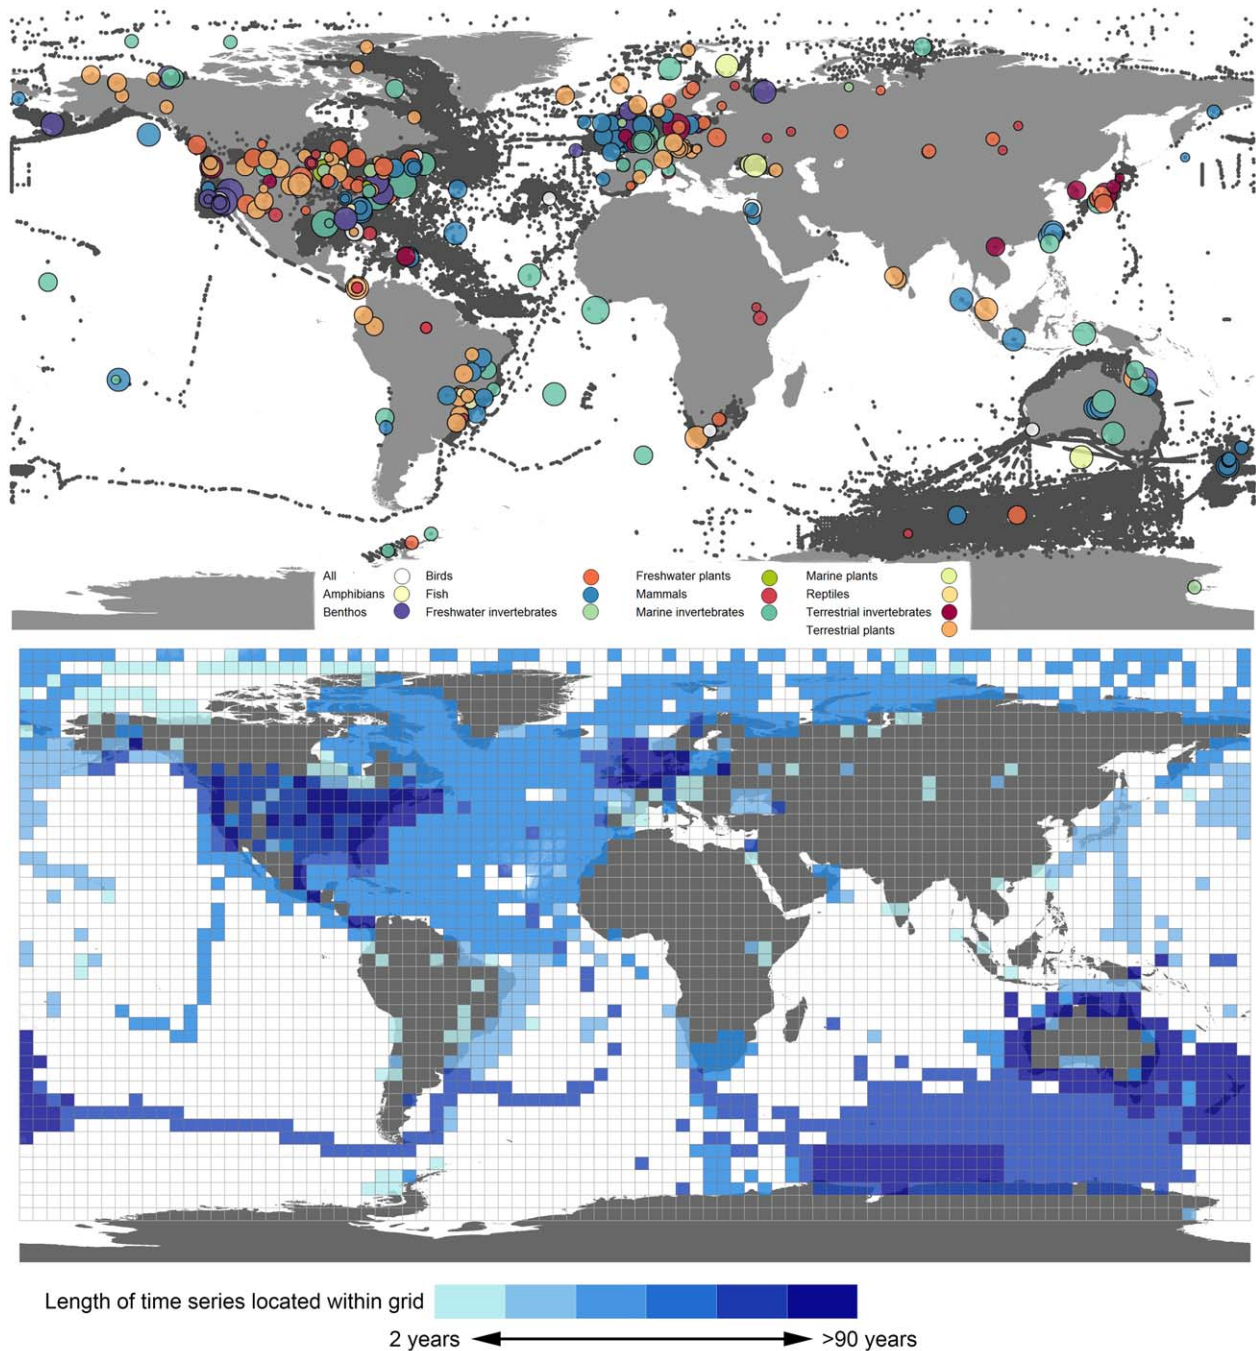 All
Birds
Freshwater plants
Marine plants
Amphibians
Fish
Mammals
Reptiles
Benthos
Freshwater invertebrates
Marine invertebrates
Terrestrial invertebrates
Terrestrial plants
Length of time series located within grid
2 years
>90 years